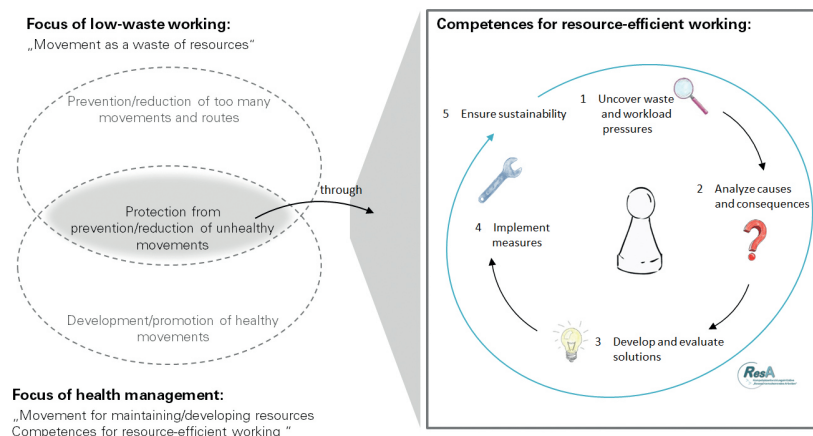 Focus of low-waste working:
„Movement as a waste of resources“
Prevention/reduction of too many
movements and routes
Protection from
prevention/reduction of unhealthy
movements
through
Development/promotion of healthy
movements
Focus of health management:
„Movement for maintaining/developing resources
Competences for resource-efficient working “
Competences for resource-efficient working:
1 Uncover waste
and workload
pressures
2 Analyze causes
and consequences
3 Develop and evaluate
solutions
4 Implement
measures
5 Ensure sustainability
ResA